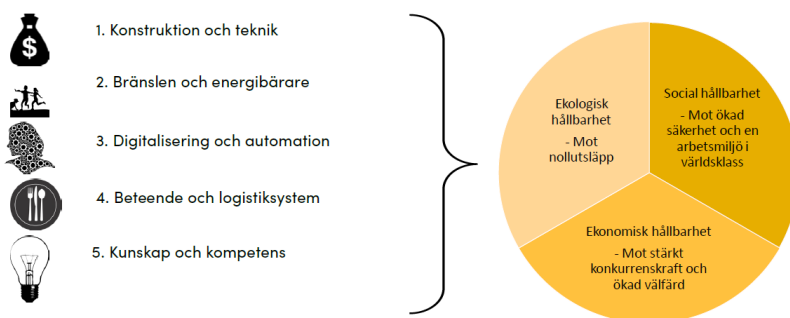 $
1. Konstruktion och teknik
2. Bränslen och energibärare
3. Digitalisering och automation
4. Beteende och logistiksystem
5. Kunskap och kompetens
Ekologisk
hållbarhet
- Mot
nollutsläpp
Social hållbarhet
- Mot ökad
säkerhet och en
arbetsmiljö i
världsklass
Ekonomisk hållbarhet
- Mot stärkt
konkurrenskraft och
ökad välfärd